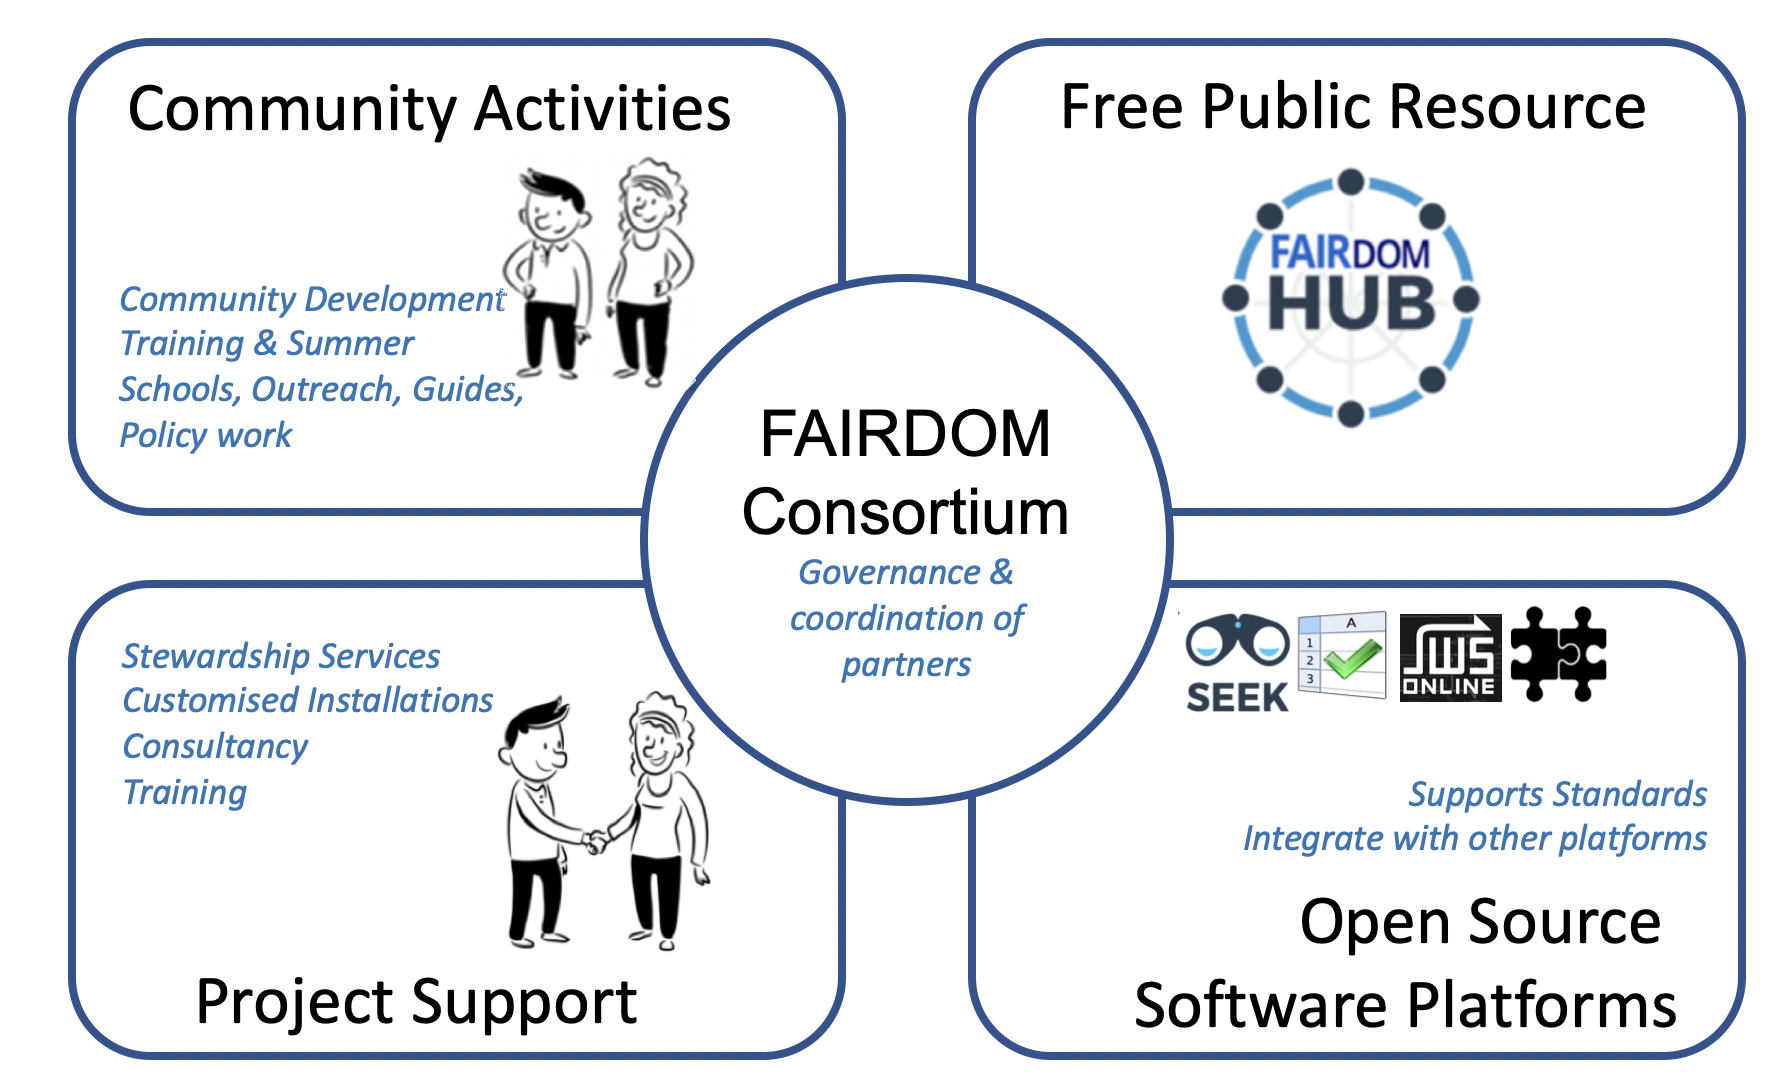 Community Activities
Community Development
Training & Summer
Schools, Outreach, Guides,
Policy work
Free Public Resource
FAIRDOM
HUB
FAIRDOM
Consortium
Governance &
coordination of
partners
Stewardship Services
Customised Installations
Consultancy
Training
Project Support
SEEK
A
1
2
3
JWS
ONLINE
Supports Standards
Integrate with other platforms
Open Source
Software Platforms